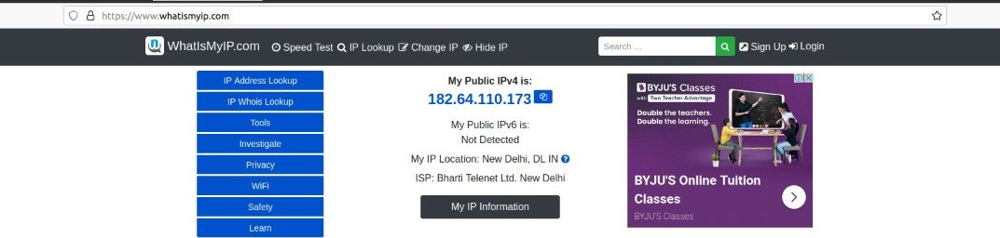 https://www.whatismyip.com
WhatIsMyIP.com Speed Test IP Lookup Change IP Hide IP Search ... Sign Up Login
IP Address Lookup
IP Whois Lookup
Tools
Investigate
Privacy
WiFi
Safety
Learn
My Public IPv4 is:
182.64.110.173
My Public IPv6 is:
Not Detected
My IP Location: New Delhi, DL IN
ISP: Bharti Telenet Ltd. New Delhi
My IP Information
BYJU'S Classes
with Two Teacher Advantage
Double the teachers.
Double the learning.
BYJU'S Online Tuition
Classes
BYJU'S Classes